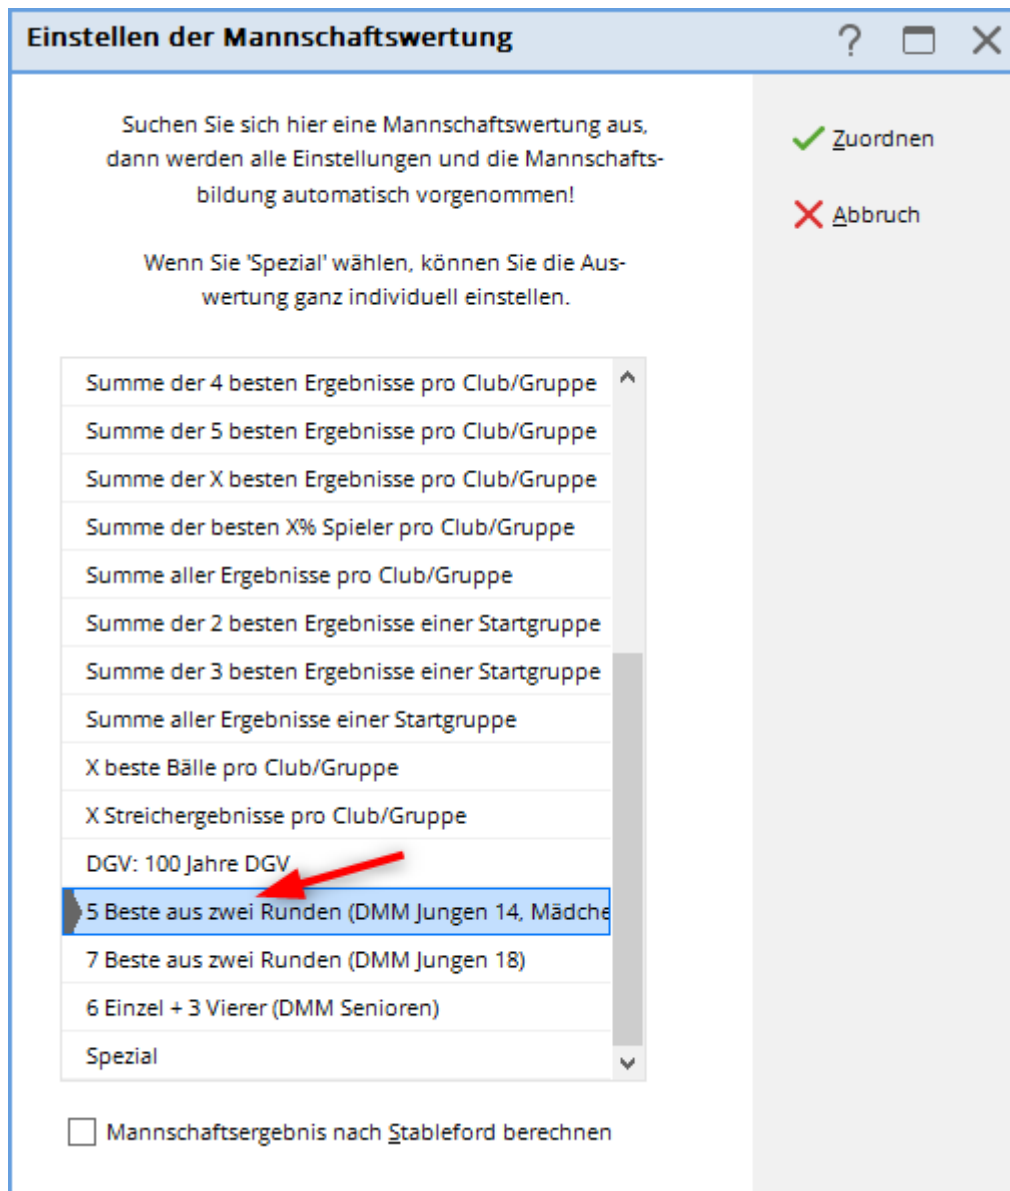 Einstellen der Mannschaftswertung
Suchen Sie sich hier eine Mannschaftswertung aus,
dann werden alle Einstellungen und die Mannschafts-
bildung automatisch vorgenommen!
Wenn Sie 'Spezial' wählen, können Sie die Aus-
wertung ganz individuell einstellen.
Zuordnen
Abbruch
Summe der 4 besten Ergebnisse pro Club/Gruppe
Summe der 5 besten Ergebnisse pro Club/Gruppe
Summe der X besten Ergebnisse pro Club/Gruppe
Summe der besten X% Spieler pro Club/Gruppe
Summe aller Ergebnisse pro Club/Gruppe
Summe der 2 besten Ergebnisse einer Startgruppe
Summe der 3 besten Ergebnisse einer Startgruppe
Summe aller Ergebnisse einer Startgruppe
X beste Bälle pro Club/Gruppe
X Streichergebnisse pro Club/Gruppe
DGV: 100 Jahre DGV
5 Beste aus zwei Runden (DMM Jungen 14, Mädche
7 Beste aus zwei Runden (DMM Jungen 18)
6 Einzel + 3 Vierer (DMM Senioren)
Spezial
Mannschaftsergebnis nach Stableford berechnen